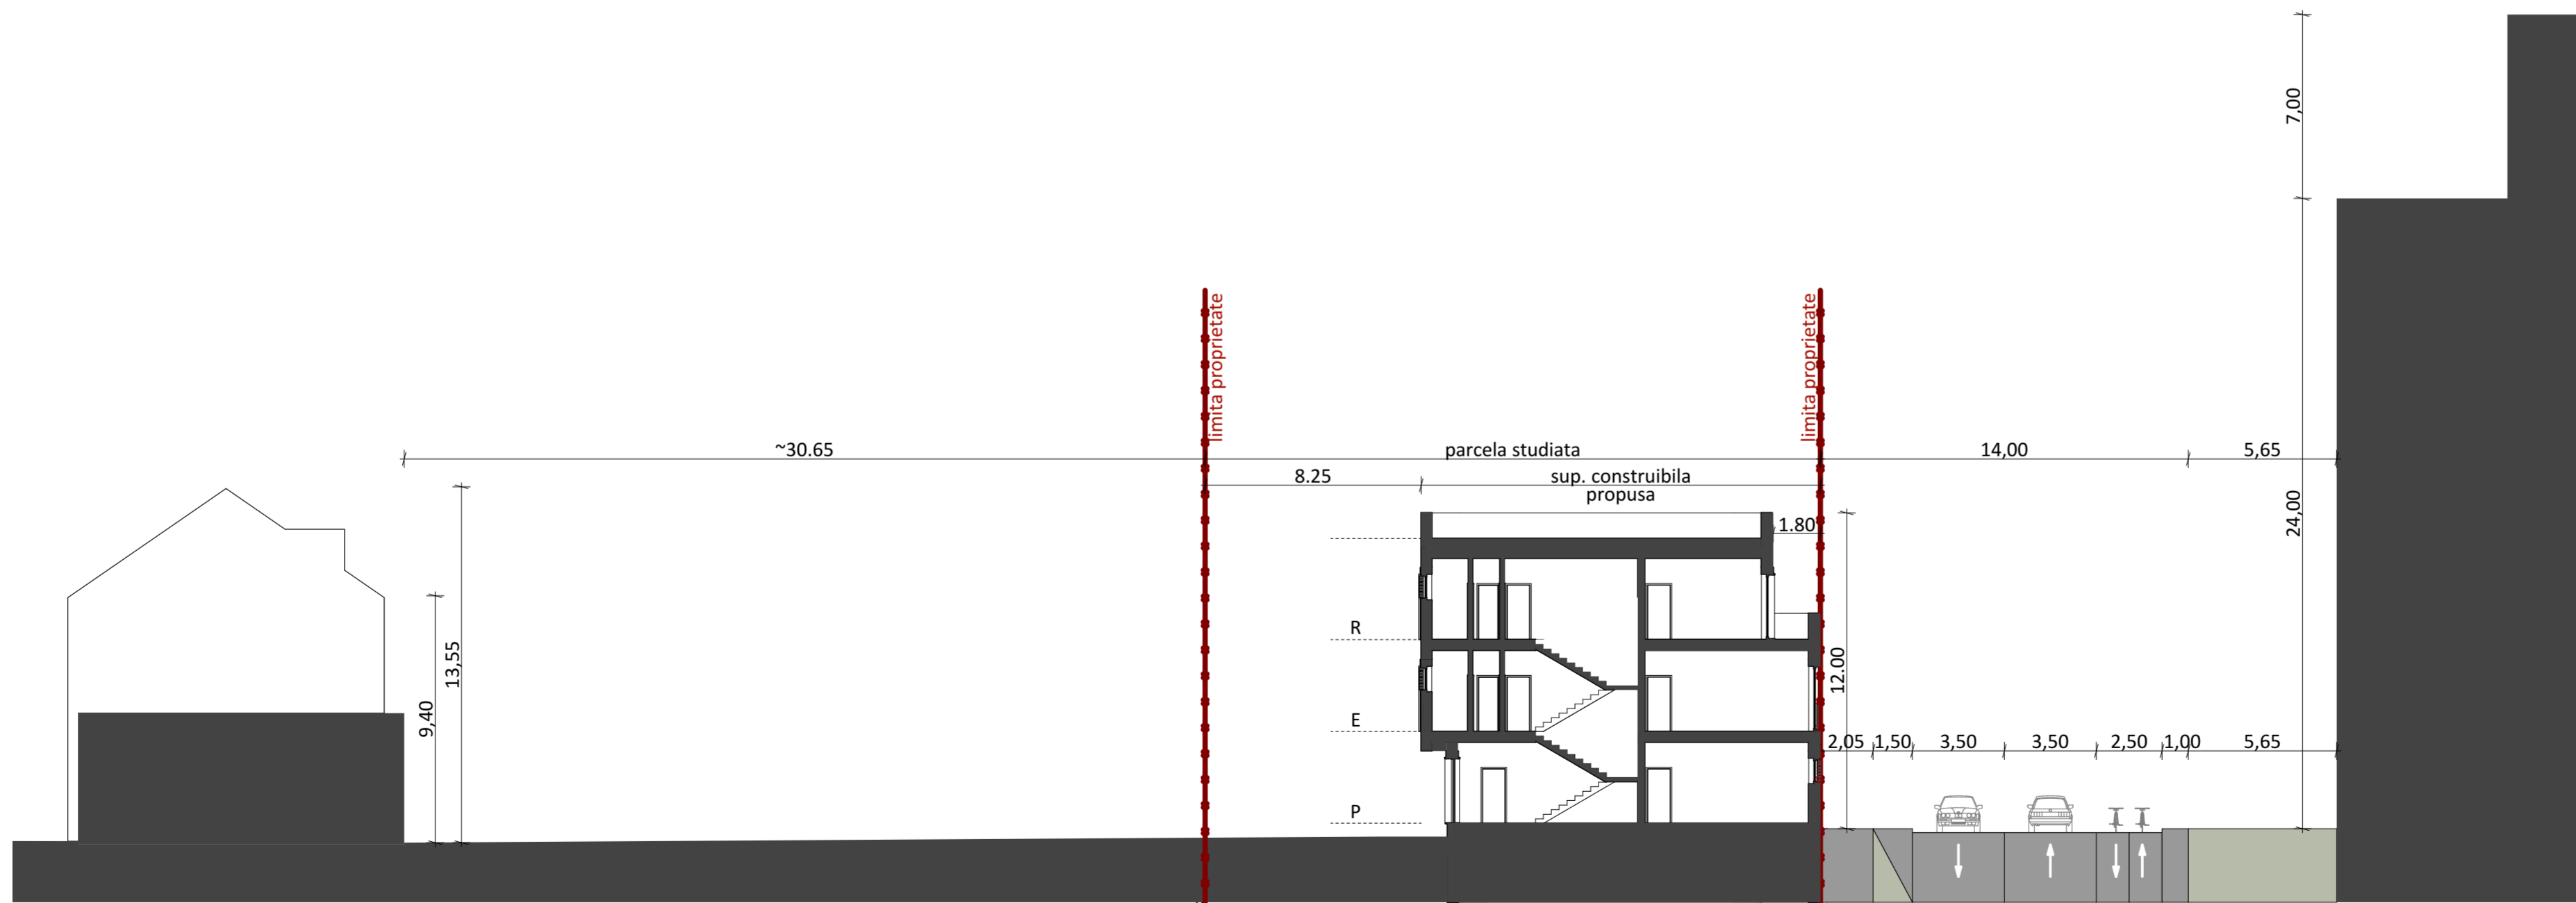 7,00
limita proprietate
limita proprietate
~30.65
parcela studiata
14,00
5,65
8.25
sup. construibila
propusa
24,00
1.80
R
13,55
12.00
9,40
E
2,05
1,50
3,50
3,50
2,50
1,00
5,65
P